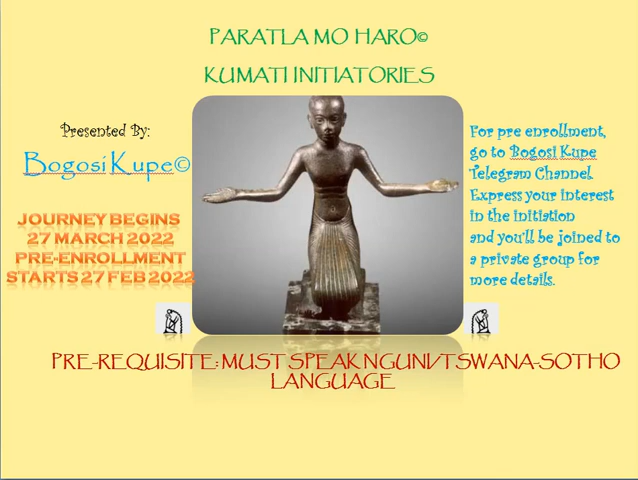 PARATLA MO HARO©
KUMATI INITIATORIES
Presented By:
Bogosi Kupe©
JOURNEY BEGINS
27 MARCH 2022
PRE-ENROLLMENT
STARTS 27 FEB 2022
For pre enrollment,
go to Bogosi Kupe
Telegram Channel.
Express your interest
in the initiation
and you'll be joined to
a private group for
more details.
PRE-REQUISITE: MUST SPEAK NGUNI/TSWANA-SOTHO
LANGUAGE